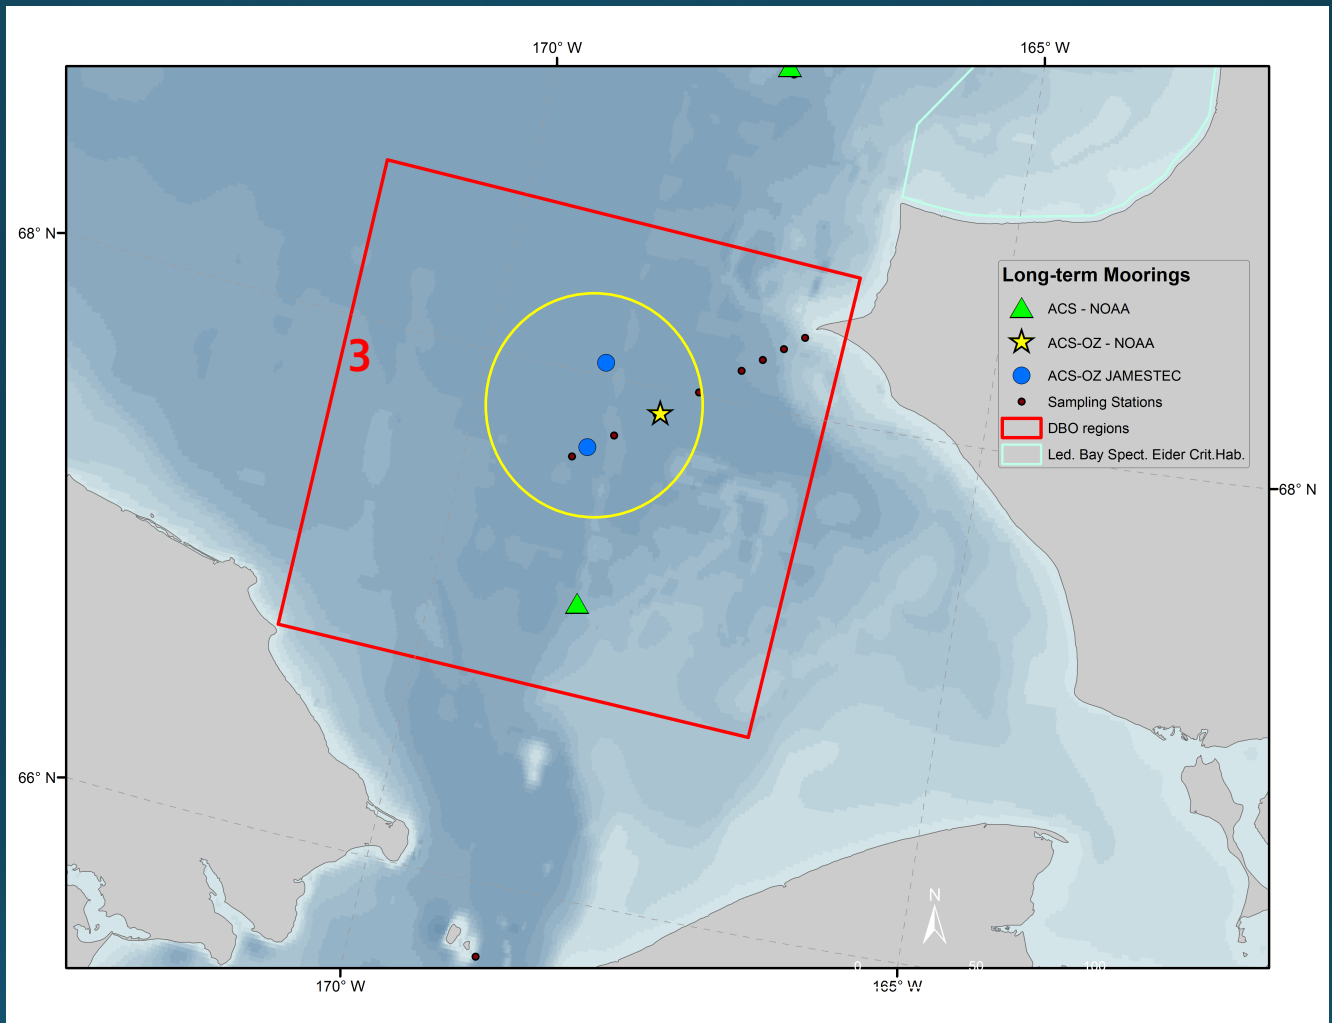 170° W 165° W
68° N
Long-term Moorings
ACS - NOAA
ACS-OZ - NOAA
ACS-OZ JAMESTEC
Sampling Stations
DBO regions
Led. Bay Spect. Eider Crit.Hab.
3
68° N
66° N
N
0 50 100
170° W 165° W